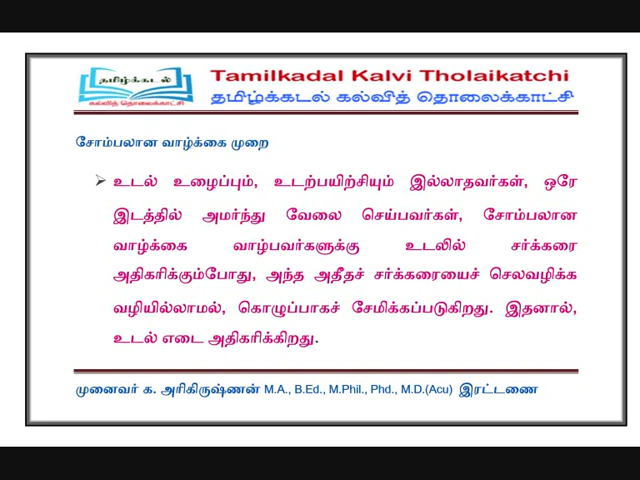 தமிழ்க்கடல்
கல்வித் தொலைக்காட்சி
Tamilkadal Kalvi Tholaikatchi
தமிழ்க்கடல் கல்வித் தொலைக்காட்சி
சோம்பலான வாழ்க்கை முறை
➤ உடல் உழைப்பும், உடற்பயிற்சியும் இல்லாதவர்கள், ஒரே
இடத்தில் அமர்ந்து வேலை செய்பவர்கள், சோம்பலான
வாழ்க்கை வாழ்பவர்களுக்கு உடலில் சர்க்கரை
அதிகரிக்கும்போது, அந்த அதீதச் சர்க்கரையைச் செலவழிக்க
வழியில்லாமல், கொழுப்பாகச் சேமிக்கப்படுகிறது. இதனால்,
உடல் எடை அதிகரிக்கிறது.
முனைவர் க. அரிகிருஷ்ணன் M.A., B.Ed., M.Phil., Phd., M.D.(Acu) இரட்டணை